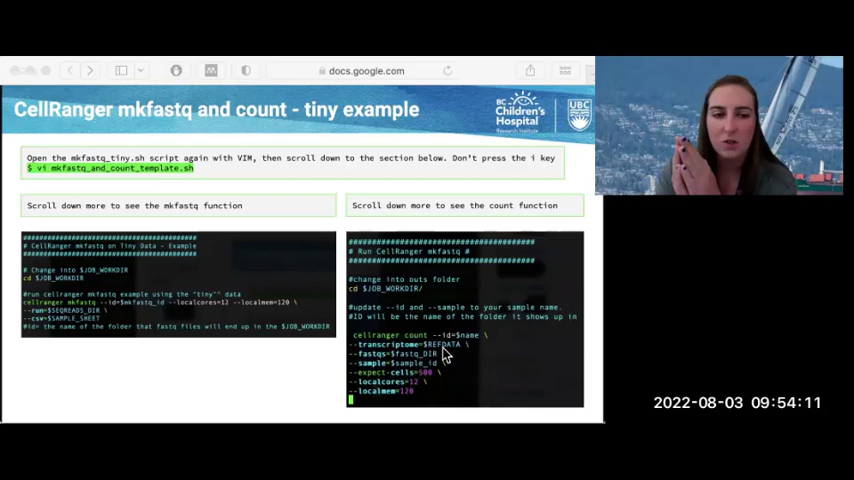 docs.google.com
CellRanger mkfastq and count - tiny example
BC
Children's
Hospital
Research Institute
UBC
Open the mkfastq_tiny.sh script again with VIM, then scroll down to the section below. Don't press the i key
$ vi mkfastq_and_count_template.sh
Scroll down more to see the mkfastq function
Scroll down more to see the count function
########################################
# CellRanger mkfastq on Tiny Data - Example
########################################
# Change into $JOB_WORKDIR
cd $JOB_WORKDIR
#run cellranger mkfastq example using the "tiny" data
cellranger mkfastq --id=$mkfastq_id --localcores=12 --localmem=120 \
--run=$SEQREADS_DIR \
--csv=$SAMPLE_SHEET
#id= the name of the folder that fastq files will end up in the $JOB_WORKDIR
########################################
# Run CellRanger mkfastq #
########################################
#change into outs folder
cd $JOB_WORKDIR/
#update --id and --sample to your sample name.
#ID will be the name of the folder it shows up in
cellranger count --id=$name \
--transcriptome=$REFDATA \
--fastqs=$fastq_DIR
--sample=$sample_id \
--expect-cells=500 \
--localcores=12 \
--localmem=120
2022-08-03 09:54:11